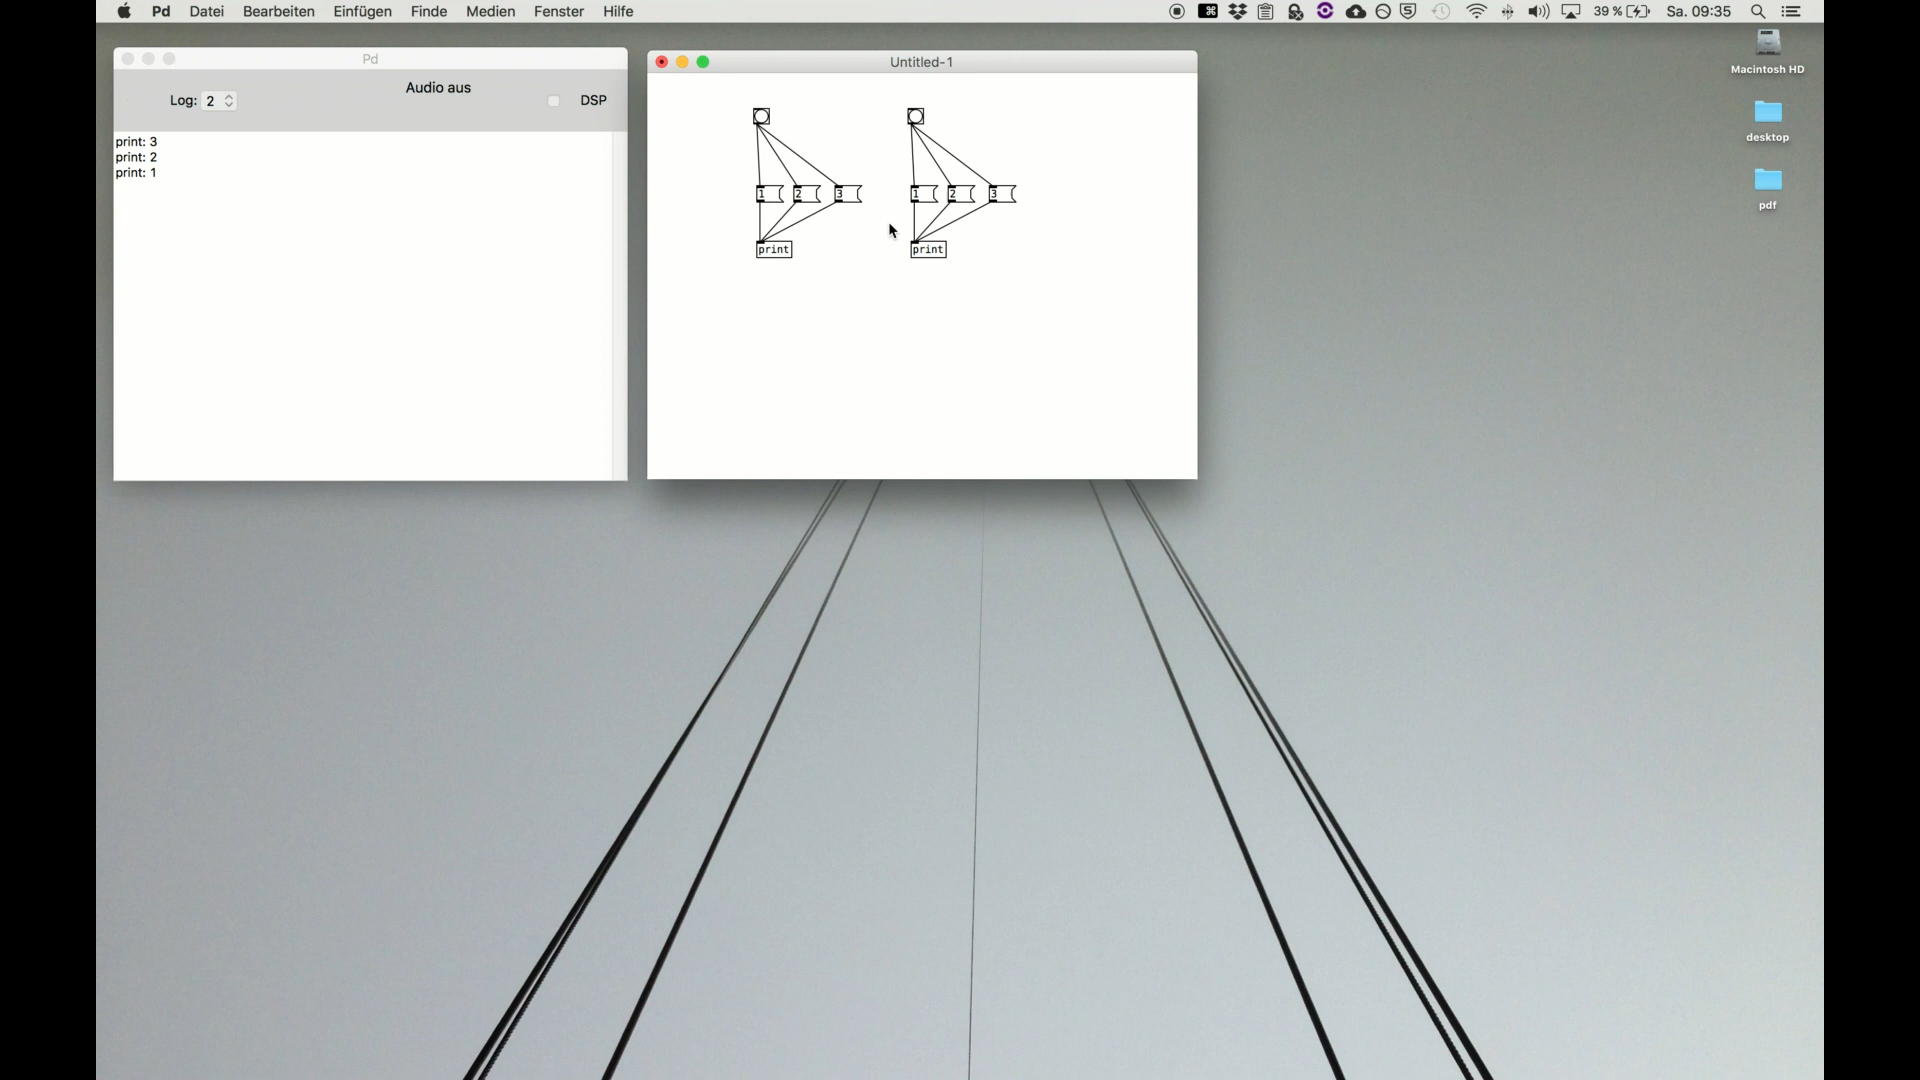 Pd Datei Bearbeiten Einfügen Finde Medien Fenster Hilfe 39 % Sa. 09:35
Macintosh HD
desktop
pdf
Pd
Audio aus
Log: 2 DSP
print: 3
print: 2
print: 1
Untitled-1
1 2 3 1 2 3
print print